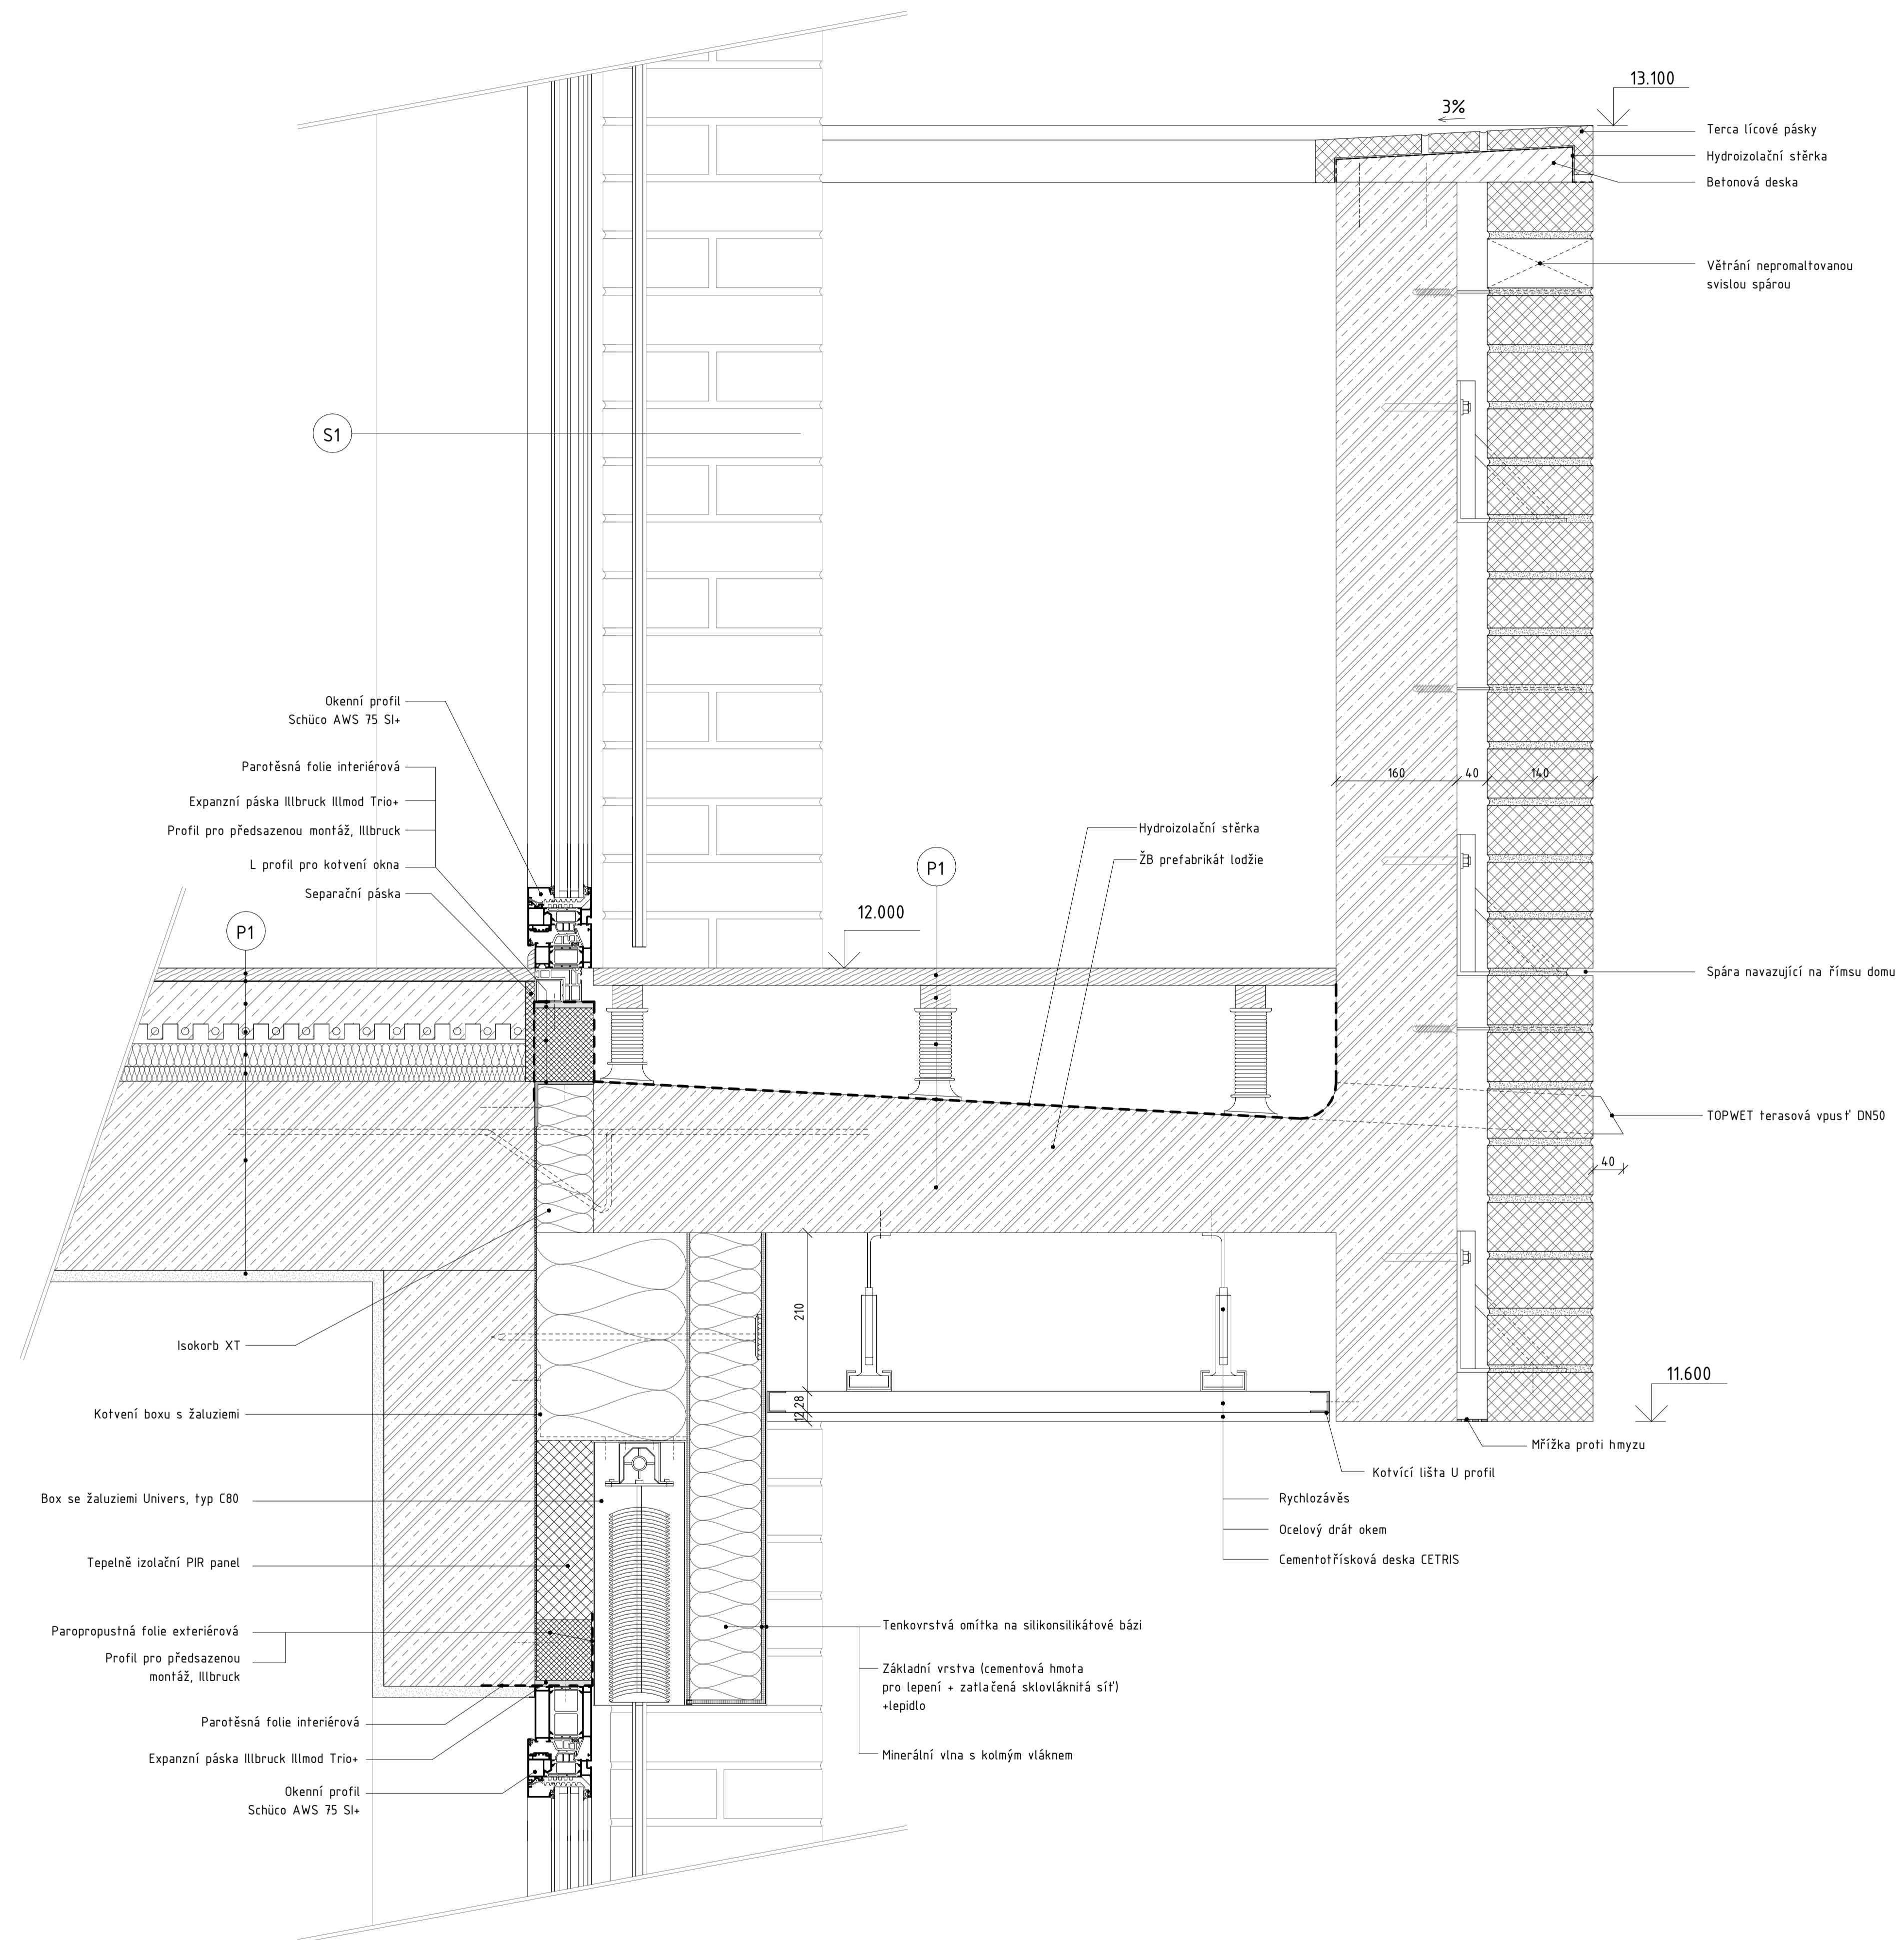 13.100
3%
Terca lícové pásky
Hydroizolační stěrka
Betonová deska
Větrání nepromaltovanou
svislou spárou
S1
Okenní profil
Schüco AWS 75 SI+
Parotěsná folie interiérová
Expanzní páska Illbruck Illmod Trio+
Profil pro předsazenou montáž, Illbruck
L profil pro kotvení okna
Separační páska
160
40
140
Hydroizolační stěrka
ŽB prefabrikát lodžie
P1
P1
12.000
Spára navazující na římsu domu
TOPWET terasová vpusť DN50
40
210
28
12
Isokorb XT
Kotvení boxu s žaluziemi
11.600
Mřížka proti hmyzu
Kotvící lišta U profil
Rychlozávěs
Ocelový drát okem
Cementotřísková deska CETRIS
Box se žaluziemi Univers, typ C80
Tepelně izolační PIR panel
Paropropustná folie exteriérová
Profil pro předsazenou
montáž, Illbruck
Tenkovrstvá omítka na silikonsilikátové bázi
Základní vrstva (cementová hmota
pro lepení + zatlačená sklovláknitá síť)
+lepidlo
Minerální vlna s kolmým vláknem
Parotěsná folie interiérová
Expanzní páska Illbruck Illmod Trio+
Okenní profil
Schüco AWS 75 SI+